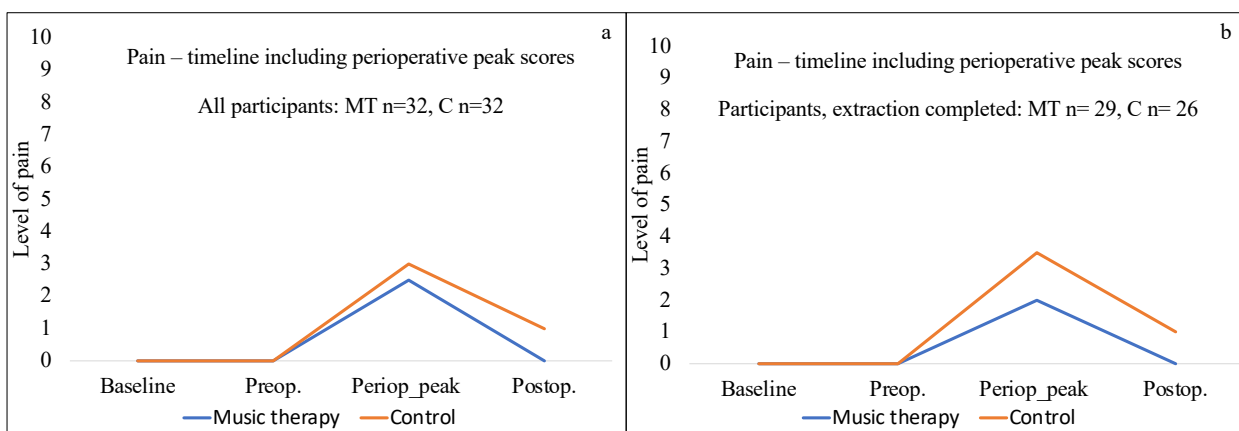 a
10
9
8
7
6
5
4
3
2
1
0
Level of pain
Pain – timeline including perioperative peak scores
All participants: MT n=32, C n=32
Baseline Preop. Periop_peak Postop.
Music therapy Control
b
10
9
8
7
6
5
4
3
2
1
0
Level of pain
Pain – timeline including perioperative peak scores
Participants, extraction completed: MT n= 29, C n= 26
Baseline Preop. Periop_peak Postop.
Music therapy Control